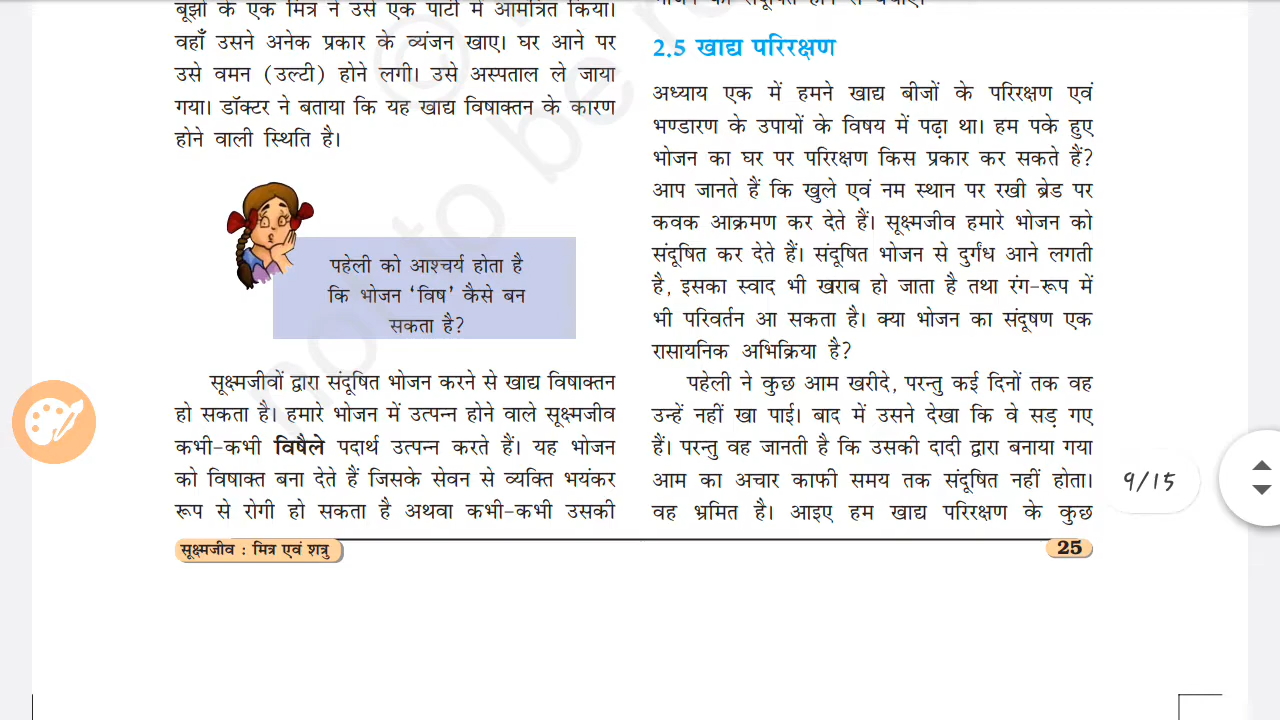 बूझो के एक मित्र ने उसे एक पार्टी में आमंत्रित किया।
वहाँ उसने अनेक प्रकार के व्यंजन खाए। घर आने पर
उसे वमन (उल्टी) होने लगी। उसे अस्पताल ले जाया
गया। डॉक्टर ने बताया कि यह खाद्य विषाक्तन के कारण
होने वाली स्थिति है।
पहेली को आश्चर्य होता है
कि भोजन ‘विष’ कैसे बन
सकता है?
सूक्ष्मजीवों द्वारा संदूषित भोजन करने से खाद्य विषाक्तन
हो सकता है। हमारे भोजन में उत्पन्न होने वाले सूक्ष्मजीव
कभी-कभी विषैले पदार्थ उत्पन्न करते हैं। यह भोजन
को विषाक्त बना देते हैं जिसके सेवन से व्यक्ति भयंकर
रूप से रोगी हो सकता है अथवा कभी-कभी उसकी
2.5 खाद्य परिरक्षण
अध्याय एक में हमने खाद्य बीजों के परिरक्षण एवं
भण्डारण के उपायों के विषय में पढ़ा था। हम पके हुए
भोजन का घर पर परिरक्षण किस प्रकार कर सकते हैं?
आप जानते हैं कि खुले एवं नम स्थान पर रखी ब्रेड पर
कवक आक्रमण कर देते हैं। सूक्ष्मजीव हमारे भोजन को
संदूषित कर देते हैं। संदूषित भोजन से दुर्गंध आने लगती
है, इसका स्वाद भी खराब हो जाता है तथा रंग-रूप में
भी परिवर्तन आ सकता है। क्या भोजन का संदूषण एक
रासायनिक अभिक्रिया है?
पहेली ने कुछ आम खरीदे, परन्तु कई दिनों तक वह
उन्हें नहीं खा पाई। बाद में उसने देखा कि वे सड़ गए
हैं। परन्तु वह जानती है कि उसकी दादी द्वारा बनाया गया
आम का अचार काफी समय तक संदूषित नहीं होता।
वह भ्रमित है। आइए हम खाद्य परिरक्षण के कुछ
सूक्ष्मजीव : मित्र एवं शत्रु
25
9/15
not to be r